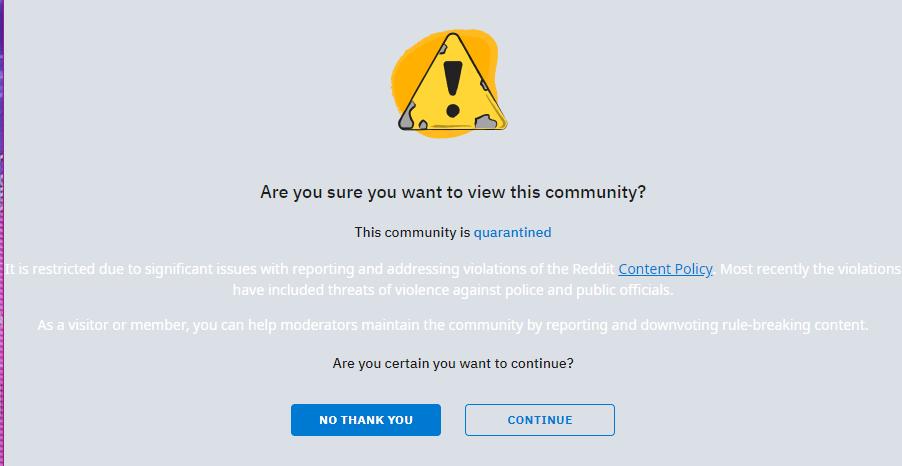 Are you sure you want to view this community?
This community is quarantined
It is restricted due to significant issues with reporting and addressing violations of the Reddit Content Policy. Most recently the violations
have included threats of violence against police and public officials.
As a visitor or member, you can help moderators maintain the community by reporting and downvoting rule-breaking content.
Are you certain you want to continue?
NO THANK YOU CONTINUE